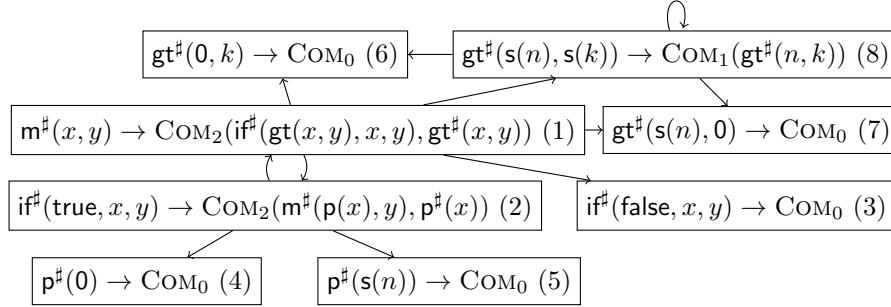 gt♯(0, k) → COM₀ (6)
gt♯(s(n), s(k)) → COM₁(gt♯(n, k)) (8)
m♯(x, y) → COM₂(if♯(gt(x, y), x, y), gt♯(x, y)) (1)
gt♯(s(n), 0) → COM₀ (7)
if♯(true, x, y) → COM₂(m♯(p(x), y), p♯(x)) (2)
if♯(false, x, y) → COM₀ (3)
p♯(0) → COM₀ (4)
p♯(s(n)) → COM₀ (5)